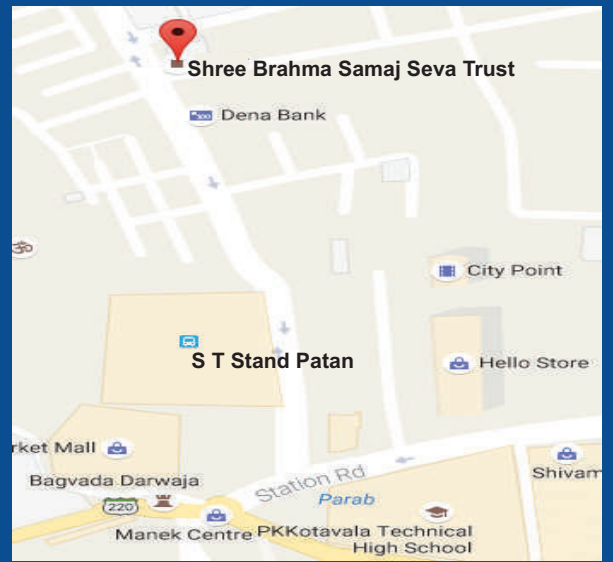 Shree Brahma Samaj Seva Trust
Dena Bank
City Point
S T Stand Patan
Hello Store
rket Mall
Bagvada Darwaja
220
Station Rd
Parab
Shivam
Manek Centre
PKKotavala Technical
High School